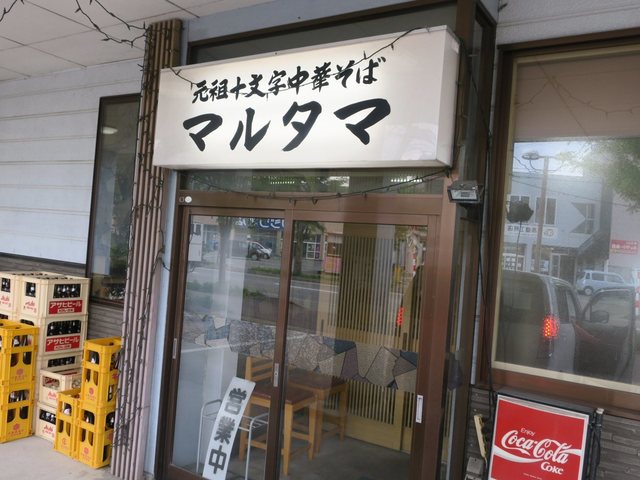 元祖十文字中華そば
マルタマ
営業中
Enjoy
Coca-Cola
COKE
アサヒビール
アサヒビール
Asahi